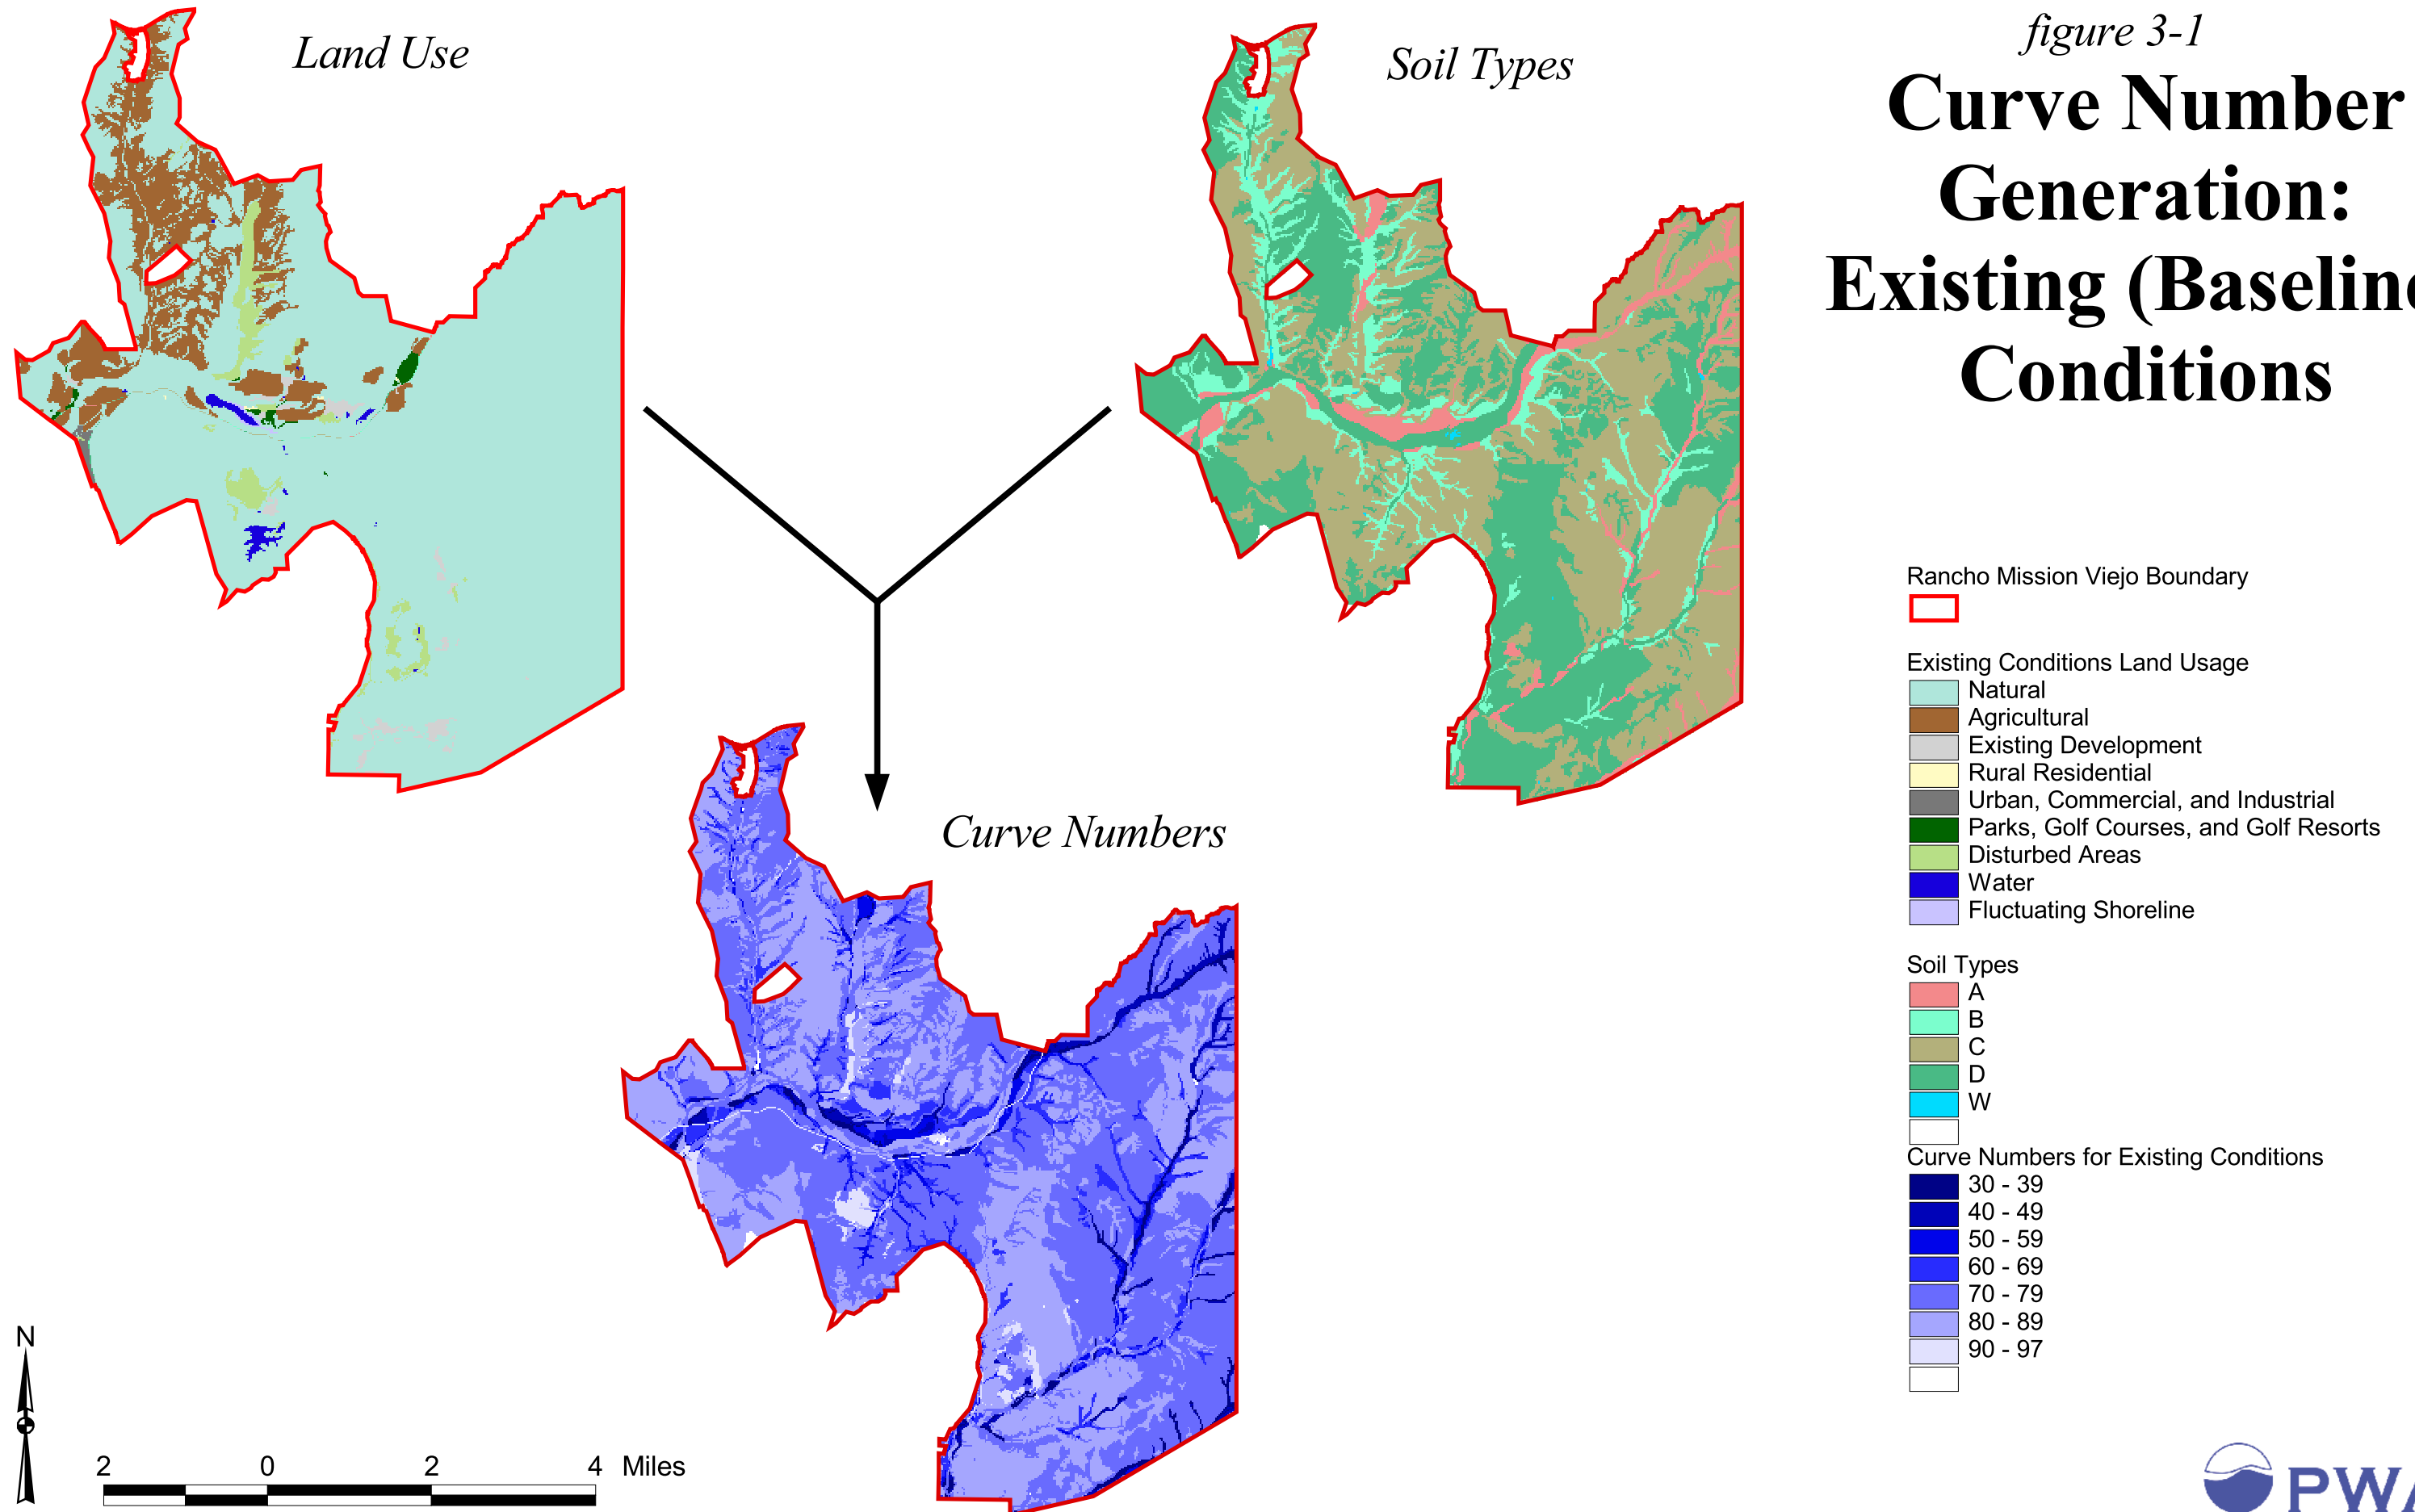 Land Use
Soil Types
figure 3-1
Curve Number
Generation:
Existing (Baseline
Conditions
Curve Numbers
Rancho Mission Viejo Boundary
Existing Conditions Land Usage
Natural
Agricultural
Existing Development
Rural Residential
Urban, Commercial, and Industrial
Parks, Golf Courses, and Golf Resorts
Disturbed Areas
Water
Fluctuating Shoreline
Soil Types
A
B
C
D
W
Curve Numbers for Existing Conditions
30 - 39
40 - 49
50 - 59
60 - 69
70 - 79
80 - 89
90 - 97
N
2 0 2 4 Miles
PWA